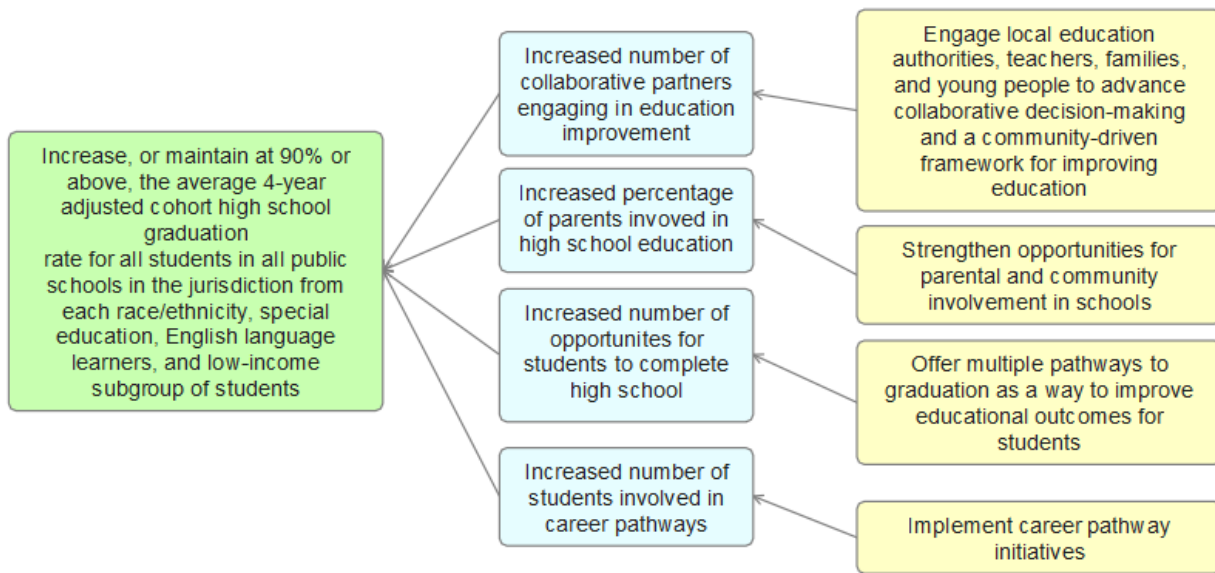 Increase, or maintain at 90% or
above, the average 4-year
adjusted cohort high school
graduation
rate for all students in all public
schools in the jurisdiction from
each race/ethnicity, special
education, English language
learners, and low-income
subgroup of students
Increased number of
collaborative partners
engaging in education
improvement
Increased percentage
of parents invoved in
high school education
Increased number of
opportunites for
students to complete
high school
Increased number of
students involved in
career pathways
Engage local education
authorities, teachers, families,
and young people to advance
collaborative decision-making
and a community-driven
framework for improving
education
Strengthen opportunities for
parental and community
involvement in schools
Offer multiple pathways to
graduation as a way to improve
educational outcomes for
students
Implement career pathway
initiatives